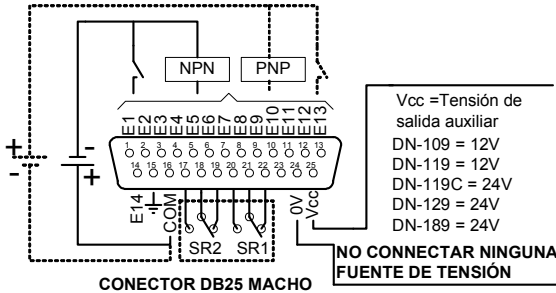 NPN
PNP
E1 E2 E3 E4 E5 E6 E7 E8 E9 E10 E11 E12 E13
1 2 3 4 5 6 7 8 9 10 11 12 13
14 15 16 17 18 19 20 21 22 23 24 25
E14
COM
SR2
SR1
0V
Vcc
+
-
-
+
Vcc =Tensión de
salida auxiliar
DN-109 = 12V
DN-119 = 12V
DN-119C = 24V
DN-129 = 24V
DN-189 = 24V
NO CONNECTAR NINGUNA
FUENTE DE TENSIÓN
CONECTOR DB25 MACHO